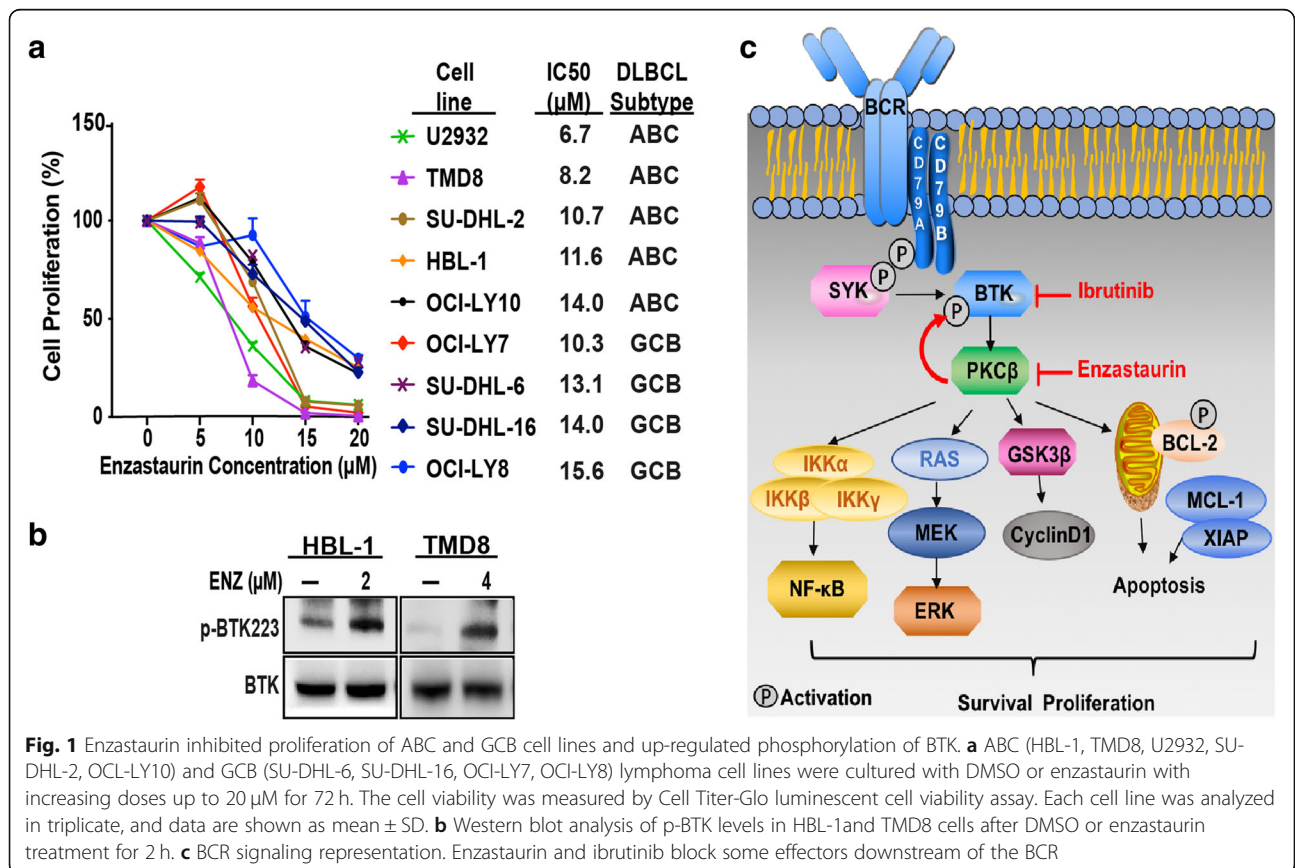 a
Cell line IC50 (µM) DLBCL Subtype
U2932 6.7 ABC
TMD8 8.2 ABC
SU-DHL-2 10.7 ABC
HBL-1 11.6 ABC
OCI-LY10 14.0 ABC
OCI-LY7 10.3 GCB
SU-DHL-6 13.1 GCB
SU-DHL-16 14.0 GCB
OCI-LY8 15.6 GCB
Cell Proliferation (%)
150
100
50
0
0 5 10 15 20
Enzastaurin Concentration (µM)
b
HBL-1 TMD8
ENZ (µM) — 2 — 4
p-BTK223
BTK
c
BCR
CD79A
CD79B
P
P
SYK
BTK
Ibrutinib
P
PKCβ
Enzastaurin
P
BCL-2
IKKα
IKKβ
IKKγ
RAS
GSK3β
MCL-1
XIAP
MEK
CyclinD1
NF-κB
ERK
Apoptosis
P Activation
Survival Proliferation
Fig. 1 Enzastaurin inhibited proliferation of ABC and GCB cell lines and up-regulated phosphorylation of BTK. a ABC (HBL-1, TMD8, U2932, SU-
DHL-2, OCL-LY10) and GCB (SU-DHL-6, SU-DHL-16, OCI-LY7, OCI-LY8) lymphoma cell lines were cultured with DMSO or enzastaurin with
increasing doses up to 20 µM for 72 h. The cell viability was measured by Cell Titer-Glo luminescent cell viability assay. Each cell line was analyzed
in triplicate, and data are shown as mean ± SD. b Western blot analysis of p-BTK levels in HBL-1and TMD8 cells after DMSO or enzastaurin
treatment for 2 h. c BCR signaling representation. Enzastaurin and ibrutinib block some effectors downstream of the BCR